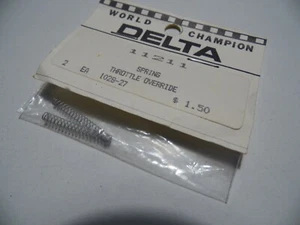 WORLD CHAMPION
DELTA
11211
SPRING
THROTTLE OVERRIDE
2 EA 1028-27
$ 1.50